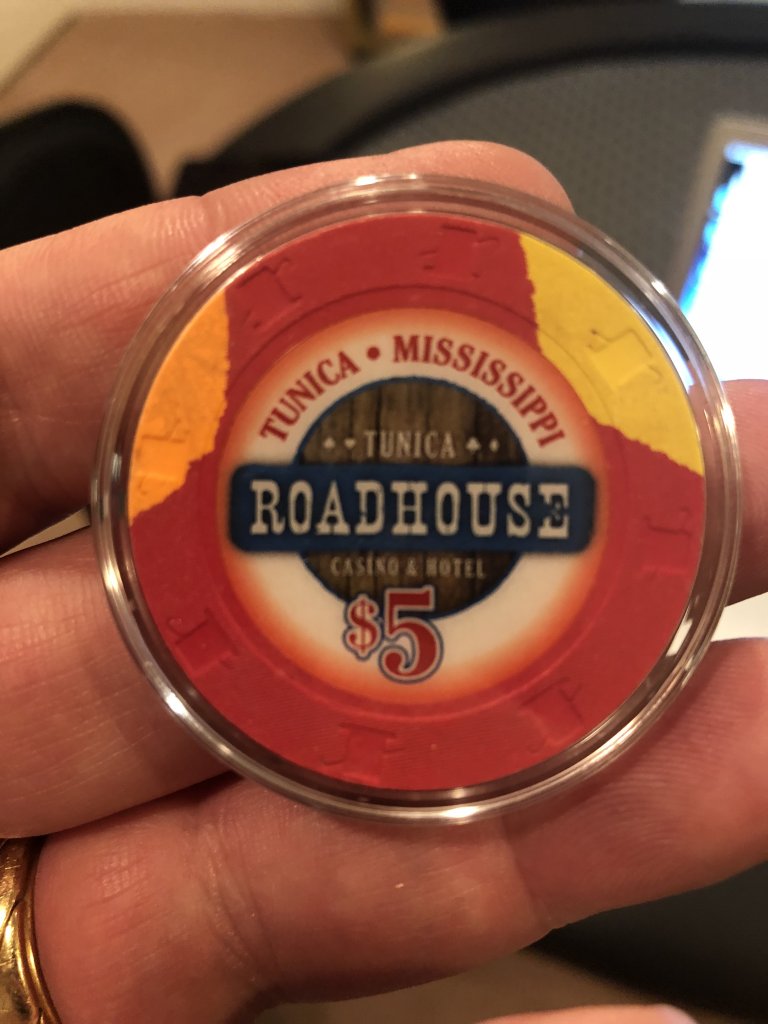 TUNICA • MISSISSIPPI
TUNICA
ROADHOUSE
CASINO & HOTEL
$5